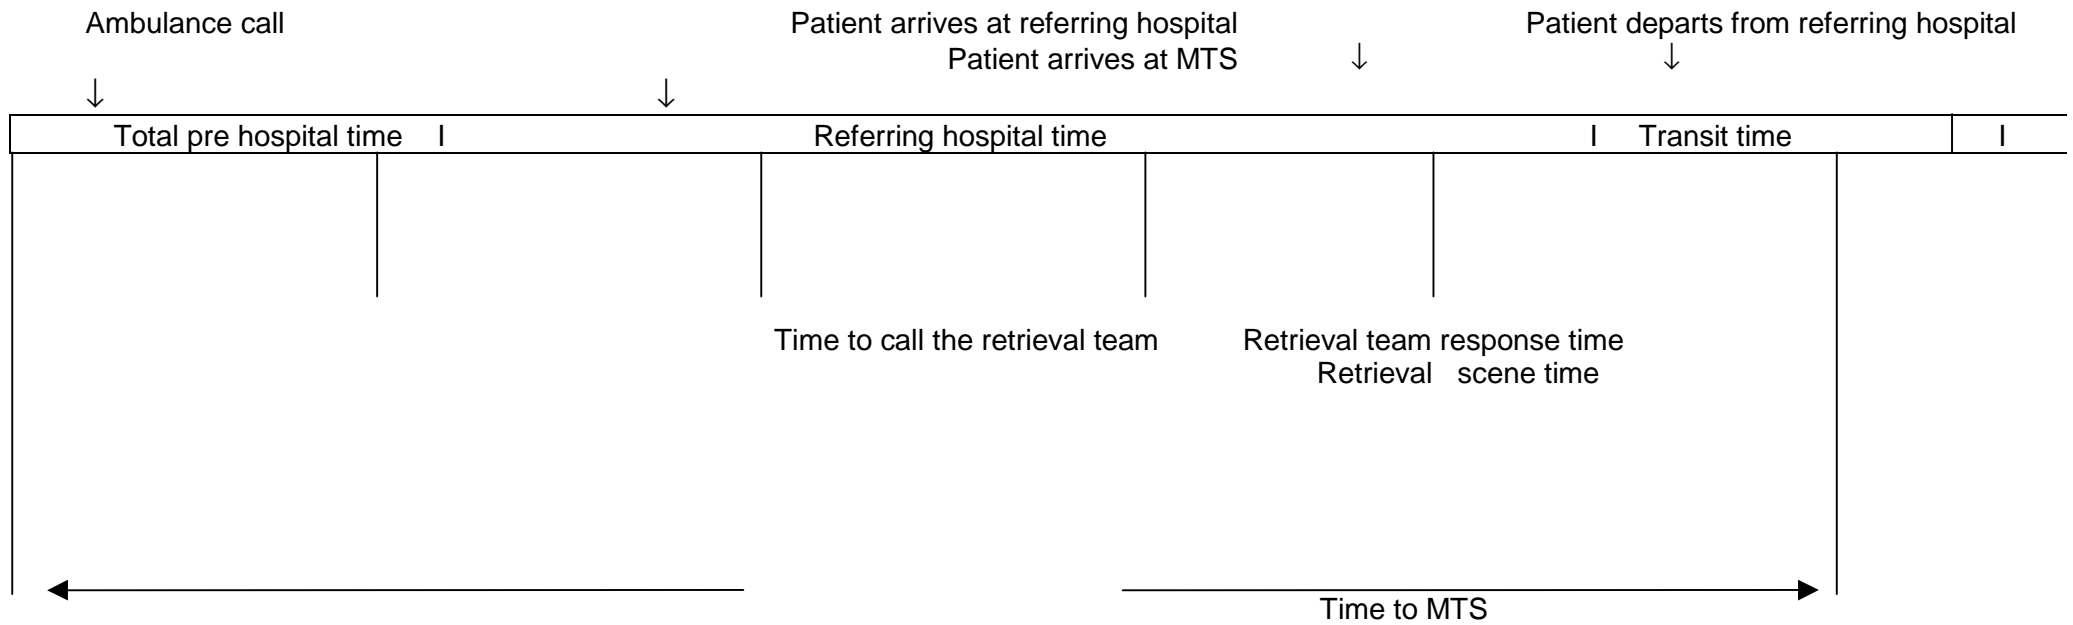 Ambulance call Patient arrives at referring hospital Patient departs from referring hospital
Patient arrives at MTS ↓ ↓
↓ ↓
Total pre hospital time I Referring hospital time I Transit time I
Time to call the retrieval team Retrieval team response time
Retrieval scene time
Time to MTS